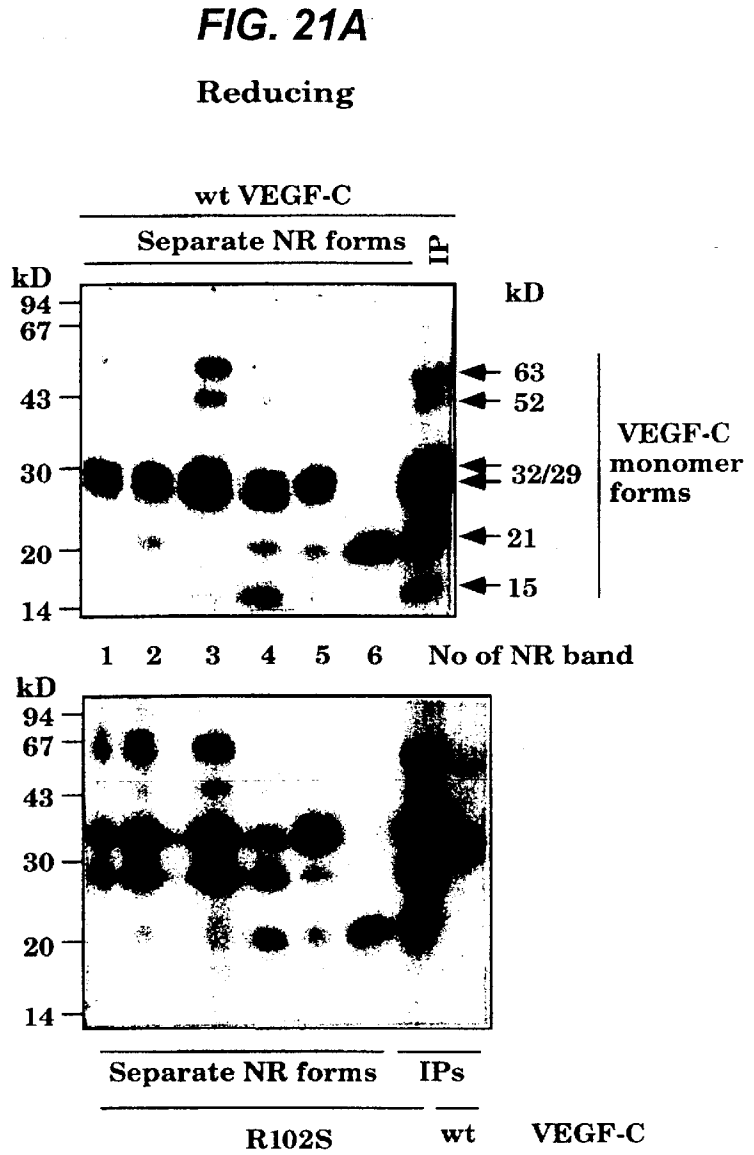 FIG. 21A
Reducing
wt VEGF-C
Separate NR forms
IP
kD
94
67
43
30
20
14
kD
63
52
32/29
21
15
VEGF-C
monomer
forms
1 2 3 4 5 6 No of NR band
kD
94
67
43
30
20
14
Separate NR forms IPs
R102S wt VEGF-C